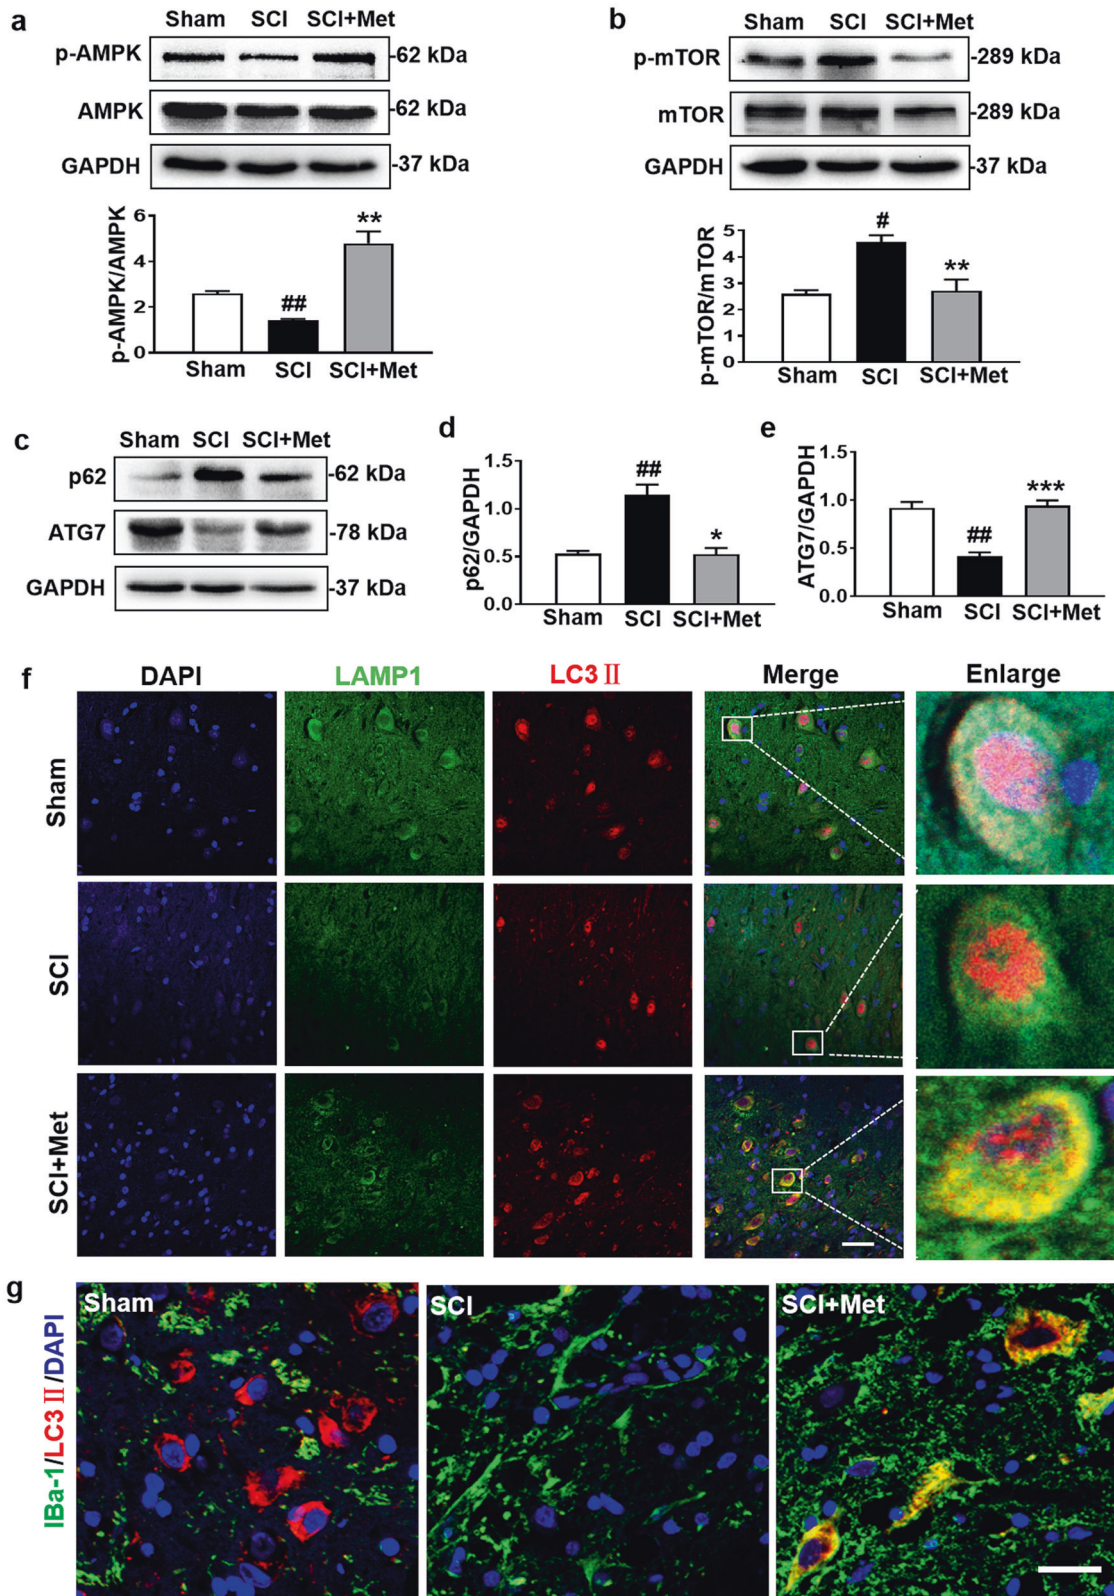 a
Sham SCI SCI+Met
p-AMPK
-62 kDa
AMPK
-62 kDa
GAPDH
-37 kDa
p-AMPK/AMPK
6
4
2
0
##
**
Sham SCI SCI+Met
b
Sham SCI SCI+Met
p-mTOR
-289 kDa
mTOR
-289 kDa
GAPDH
-37 kDa
p-mTOR/mTOR
5
4
3
2
1
0
#
**
Sham SCI SCI+Met
c
Sham SCI SCI+Met
p62
-62 kDa
ATG7
-78 kDa
GAPDH
-37 kDa
d
p62/GAPDH
1.5
1.0
0.5
0.0
##
*
Sham SCI SCI+Met
e
ATG7/GAPDH
1.5
1.0
0.5
0.0
##
***
Sham SCI SCI+Met
f
DAPI LAMP1 LC3 II Merge Enlarge
Sham
SCI
SCI+Met
g
IBa-1/LC3 II/DAPI
Sham
SCI
SCI+Met